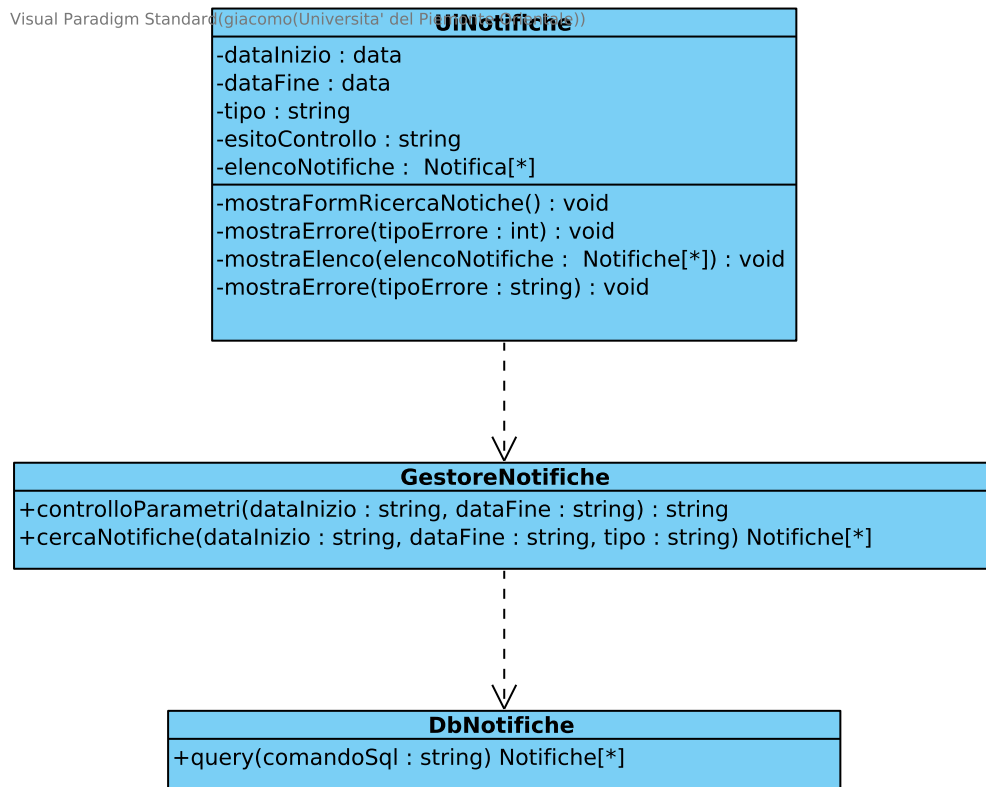 Visual Paradigm Standard(giacomo(Universita' del Piemonte Orientale))
UiNotifiche
-dataInizio : data
-dataFine : data
-tipo : string
-esitoControllo : string
-elencoNotifiche :  Notifica[*]
-mostraFormRicercaNotiche() : void
-mostraErrore(tipoErrore : int) : void
-mostraElenco(elencoNotifiche :  Notifiche[*]) : void
-mostraErrore(tipoErrore : string) : void
GestoreNotifiche
+controlloParametri(dataInizio : string, dataFine : string) : string
+cercaNotifiche(dataInizio : string, dataFine : string, tipo : string) Notifiche[*]
DbNotifiche
+query(comandoSql : string) Notifiche[*]